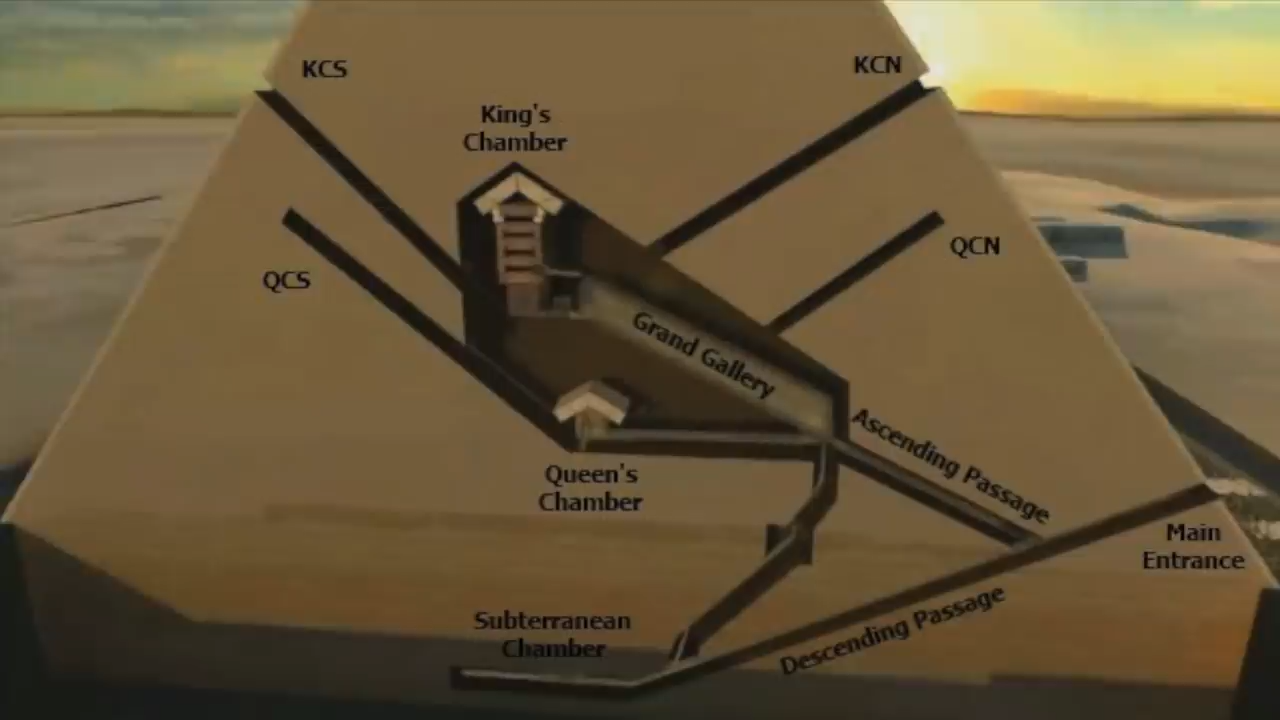 KCS
KCN
King's
Chamber
QCN
QCS
Grand Gallery
Ascending Passage
Queen's
Chamber
Main
Entrance
Descending Passage
Subterranean
Chamber